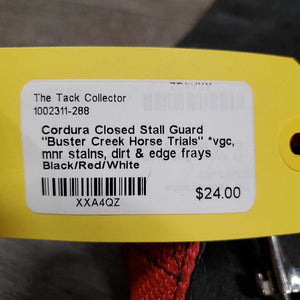 The Tack Collector
1002311-288
Cordura Closed Stall Guard
"Buster Creek Horse Trials" *vgc,
mnr stains, dirt & edge frays
Black/Red/White
$24.00
XXA4QZ